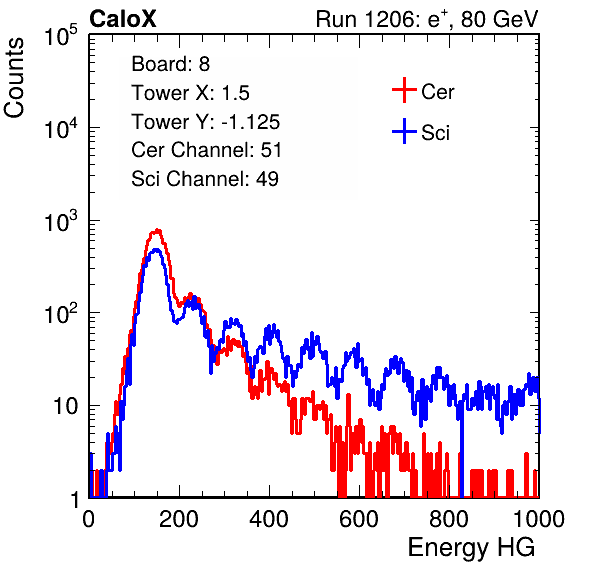 CaloX Run 1206: e⁺, 80 GeV
Counts
Board: 8
Tower X: 1.5
Tower Y: -1.125
Cer Channel: 51
Sci Channel: 49
Cer
Sci
10⁵
10⁴
10³
10²
10
1
0 200 400 600 800 1000
Energy HG